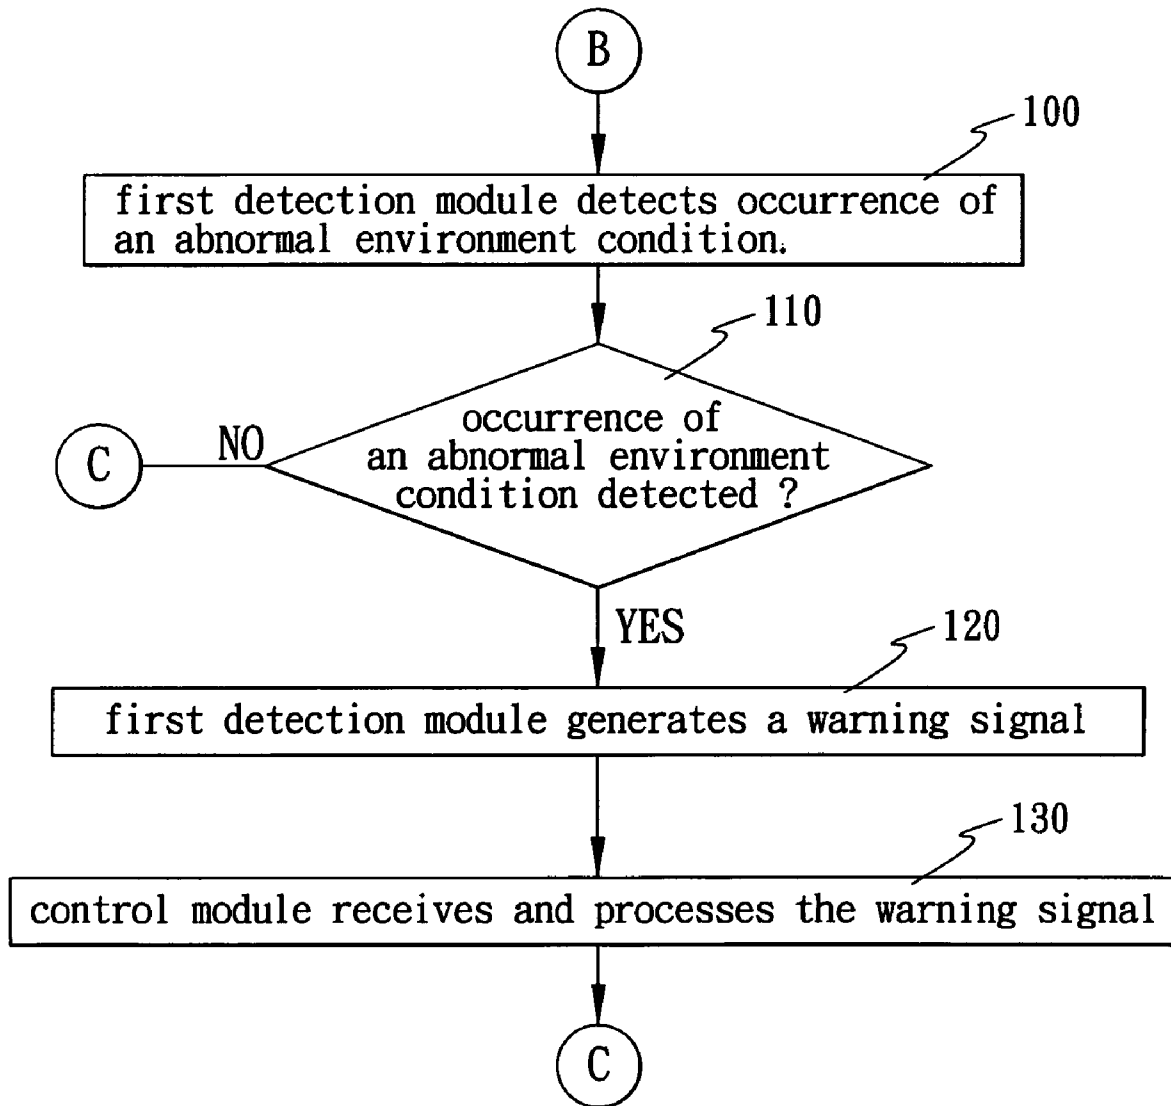 B
100
first detection module detects occurrence of
an abnormal environment condition.
110
occurrence of
an abnormal environment
condition detected ?
NO
C
YES
120
first detection module generates a warning signal
130
control module receives and processes the warning signal
C